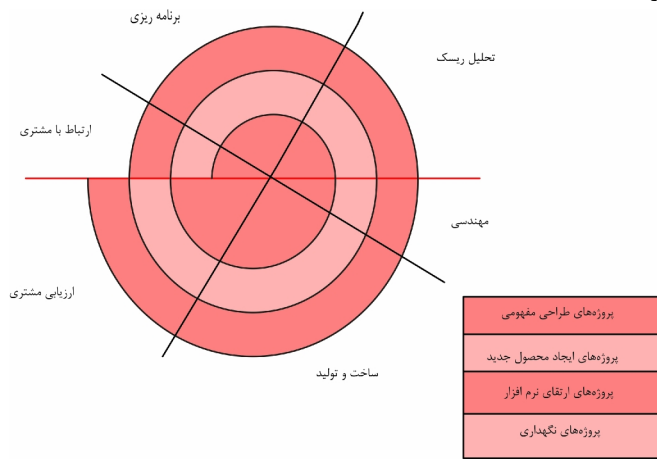 برنامه ریزی
تحلیل ریسک
ارتباط با مشتری
مهندسی
ارزیابی مشتری
ساخت و تولید
پروژه‌های طراحی مفهومی
پروژه‌های ایجاد محصول جدید
پروژه‌های ارتقای نرم افزار
پروژه‌های نگهداری